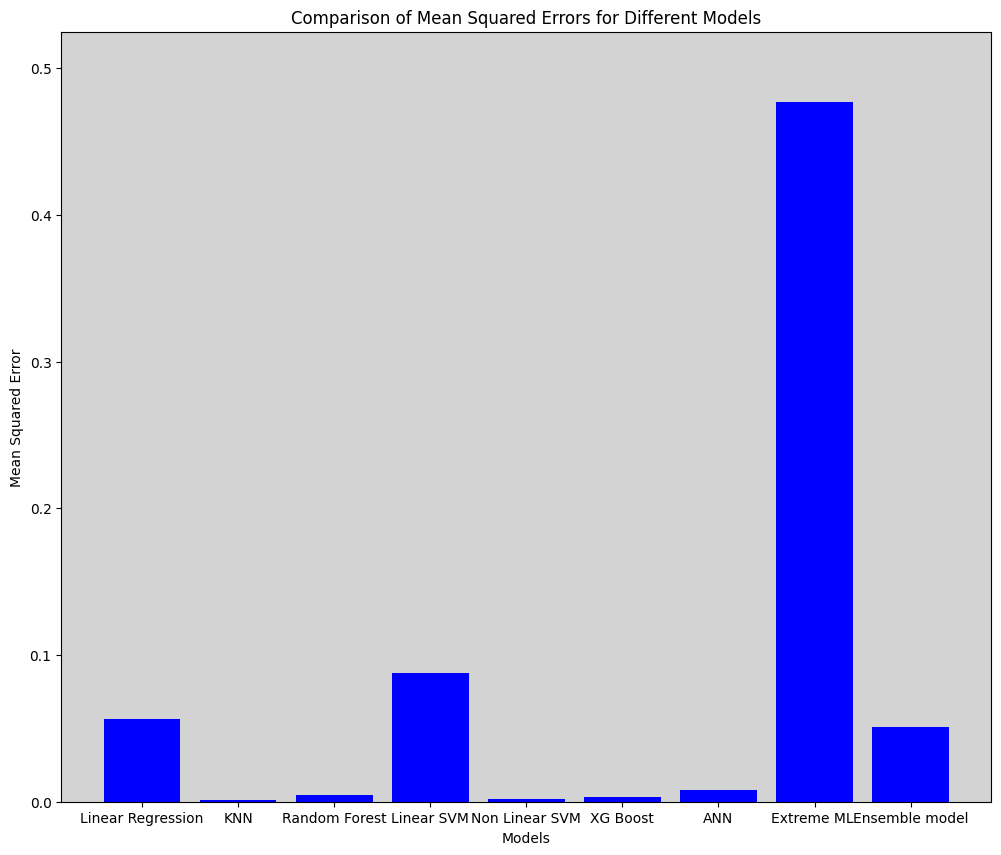 Comparison of Mean Squared Errors for Different Models
0.5
0.4
0.3
0.2
0.1
0.0
Mean Squared Error
Linear Regression KNN Random Forest Linear SVM Non Linear SVM XG Boost ANN Extreme ML Ensemble model
Models